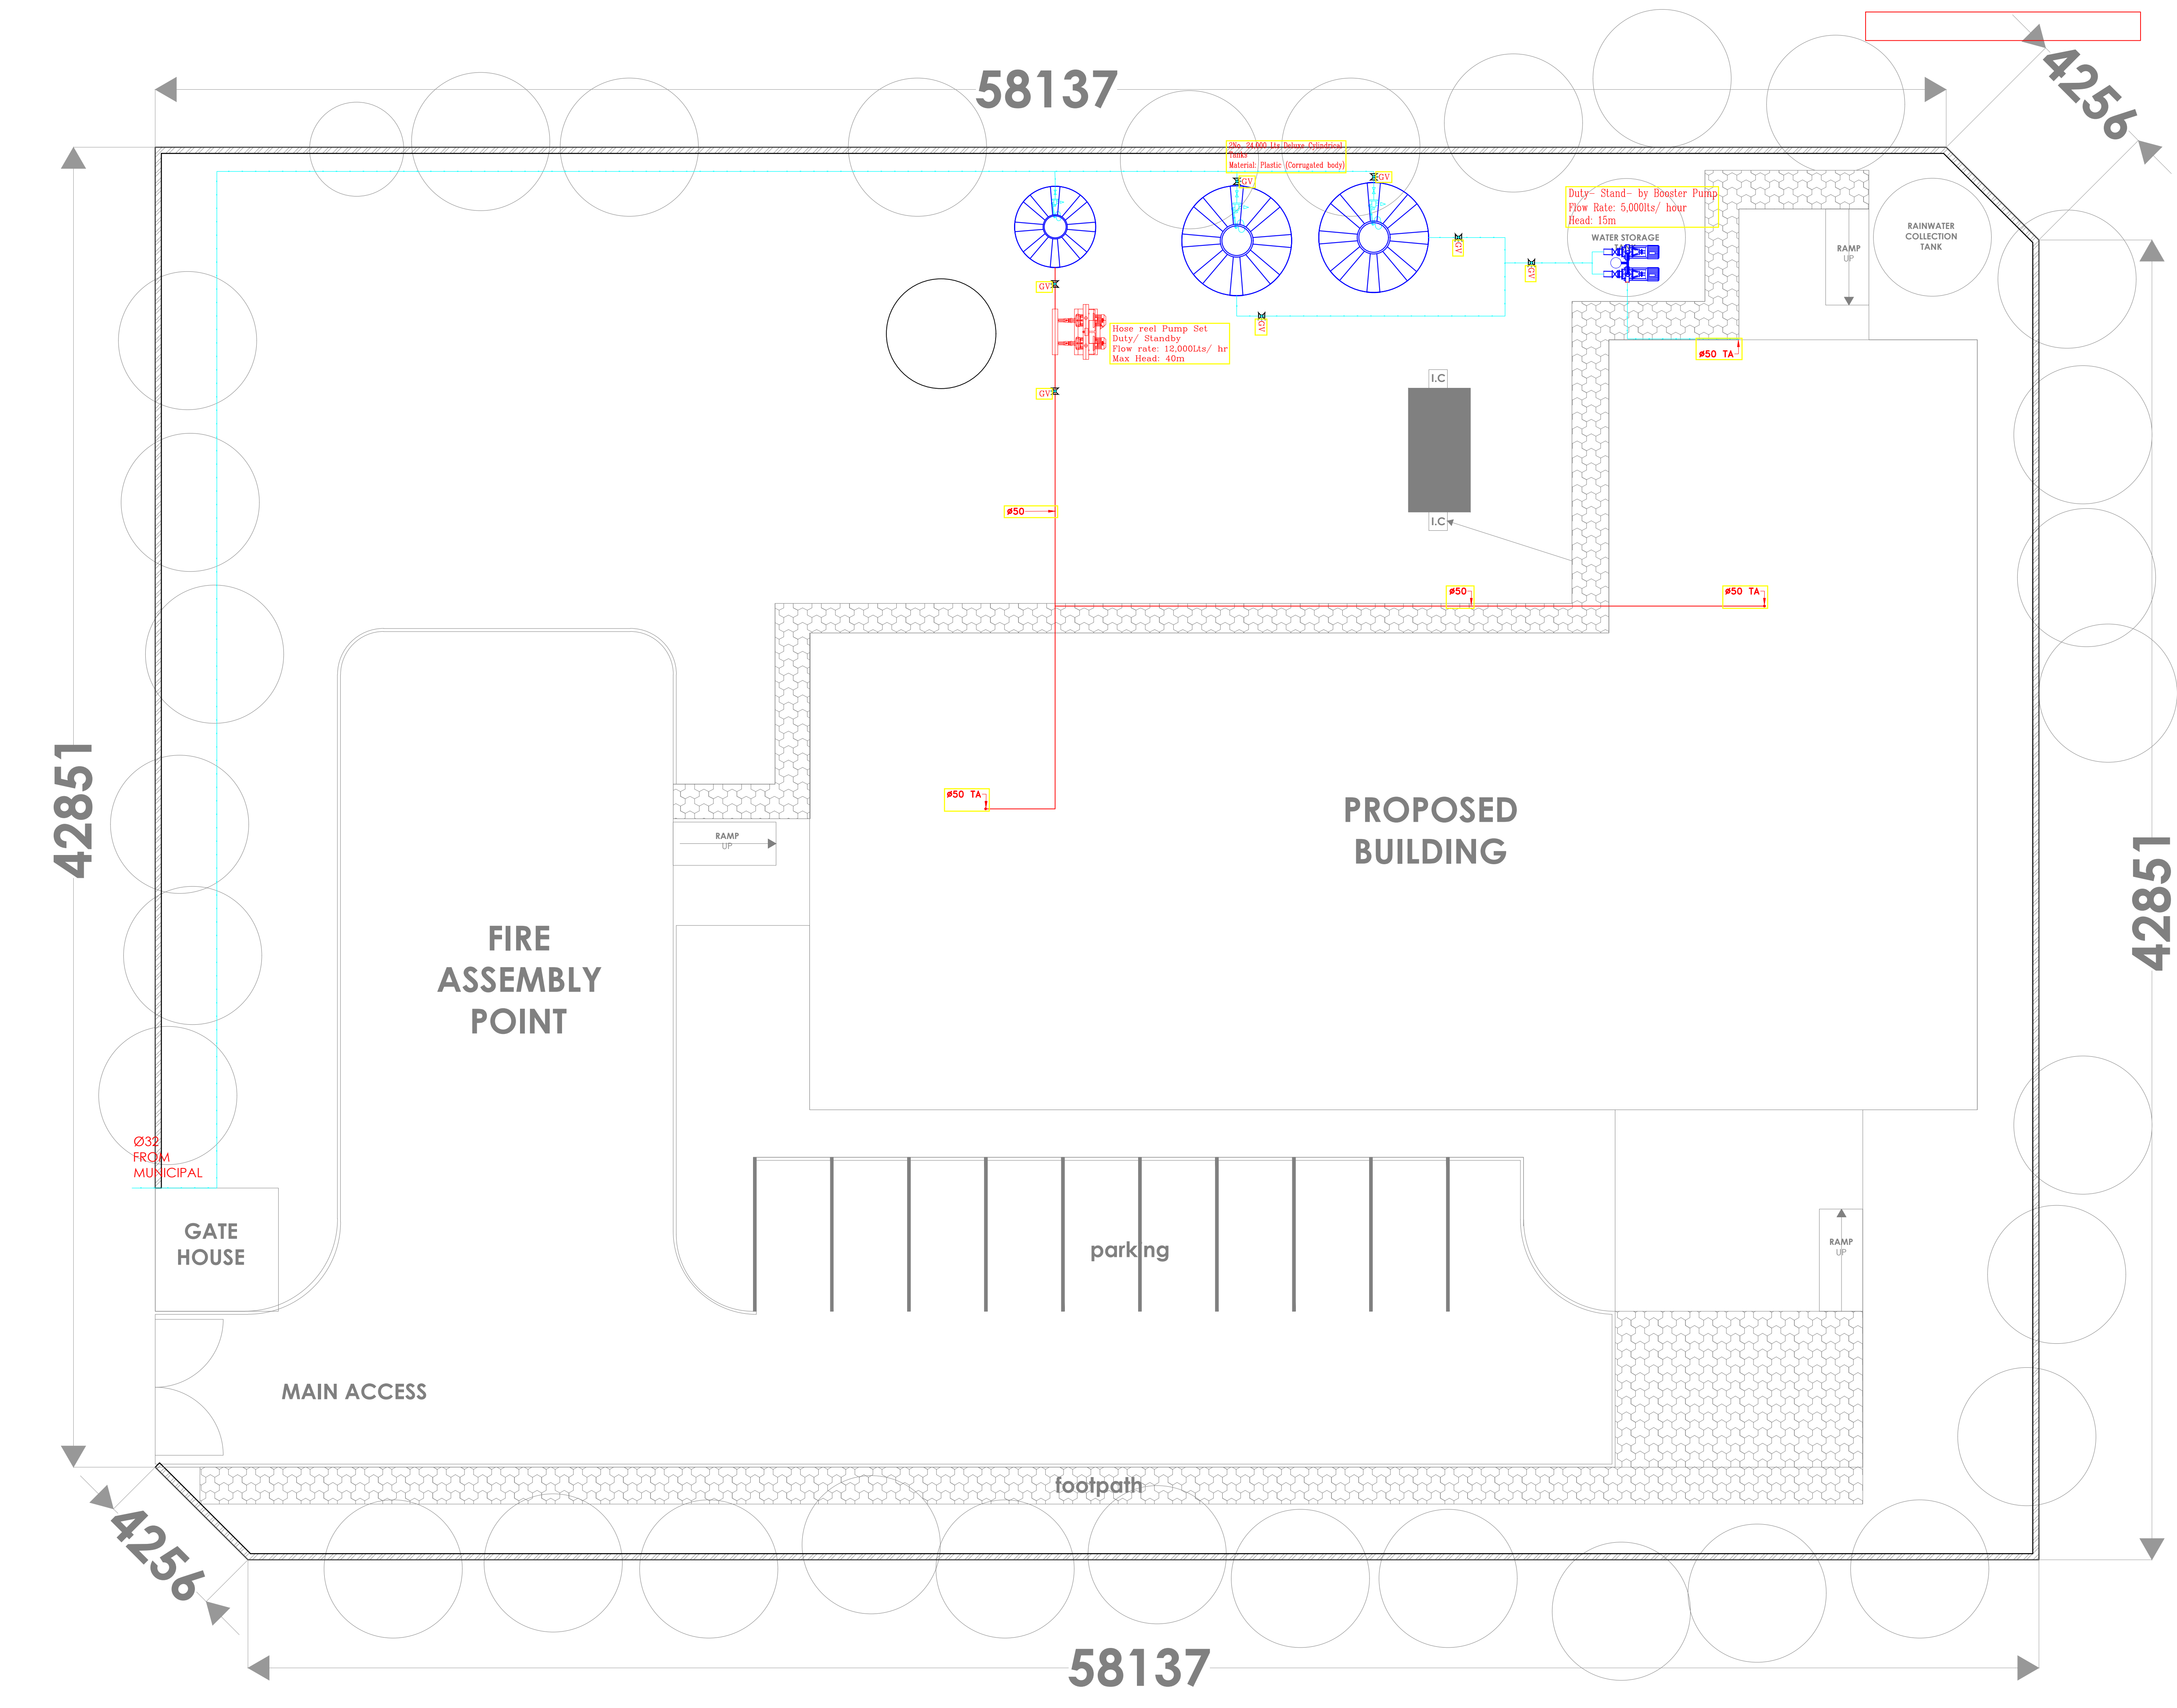 58137
4256
2No. 24,000 Lts Deluxe Cylindrical
Tanks
Material: Plastic (Corrugated body)
GV
GV
Duty- Stand- by Booster Pump
Flow Rate: 5,000lts/ hour
Head: 15m
WATER STORAGE
RAMP
UP
RAINWATER
COLLECTION
TANK
GV
GV
GV
GV
Hose reel Pump Set
Duty/ Standby
Flow rate: 12,000Lts/ hr
Max Head: 40m
ø50 TA
GV
I.C
ø50
I.C
ø50
ø50 TA
42851
ø50 TA
PROPOSED
BUILDING
RAMP
UP
42851
FIRE
ASSEMBLY
POINT
Ø32
FROM
MUNICIPAL
GATE
HOUSE
parking
RAMP
UP
MAIN ACCESS
footpath
4256
58137